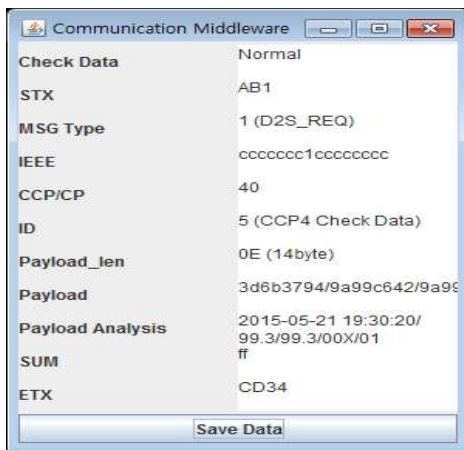 Communication Middleware
Check Data Normal
STX AB1
MSG Type 1 (D2S_REQ)
IEEE ccccccc1cccccccc
CCP/CP 40
ID 5 (CCP4 Check Data)
Payload_len 0E (14byte)
Payload 3d6b3794/9a99c642/9a99
Payload Analysis 2015-05-21 19:30:20/
99.3/99.3/00X/01
SUM ff
ETX CD34
Save Data